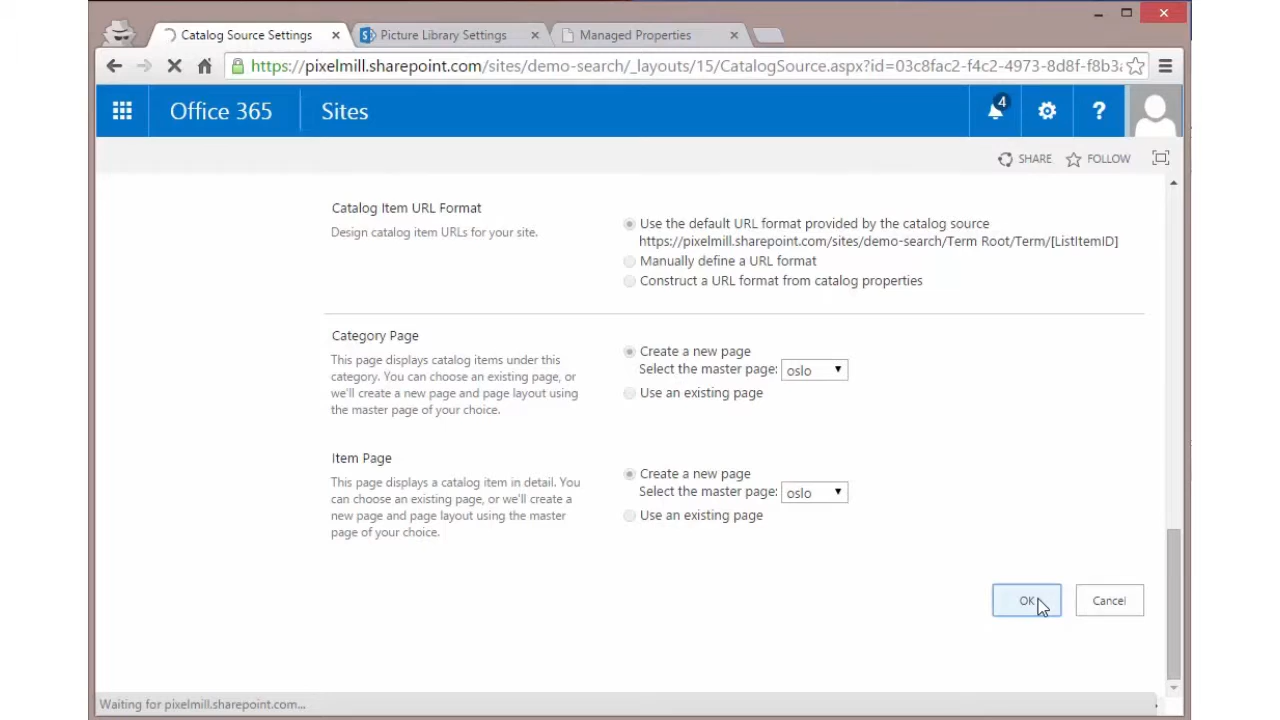 Catalog Source Settings
Picture Library Settings
Managed Properties
https://pixelmill.sharepoint.com/sites/demo-search/_layouts/15/CatalogSource.aspx?id=03c8fac2-f4c2-4973-8d8f-f8b3a
Office 365
Sites
4
?
SHARE
FOLLOW
Catalog Item URL Format
Design catalog item URLs for your site.
Use the default URL format provided by the catalog source
https://pixelmill.sharepoint.com/sites/demo-search/Term Root/Term/[ListItemID]
Manually define a URL format
Construct a URL format from catalog properties
Category Page
This page displays catalog items under this
category. You can choose an existing page, or
we'll create a new page and page layout using
the master page of your choice.
Create a new page
Select the master page: oslo
Use an existing page
Item Page
This page displays a catalog item in detail. You
can choose an existing page, or we'll create a
new page and page layout using the master
page of your choice.
Create a new page
Select the master page: oslo
Use an existing page
OK
Cancel
Waiting for pixelmill.sharepoint.com...